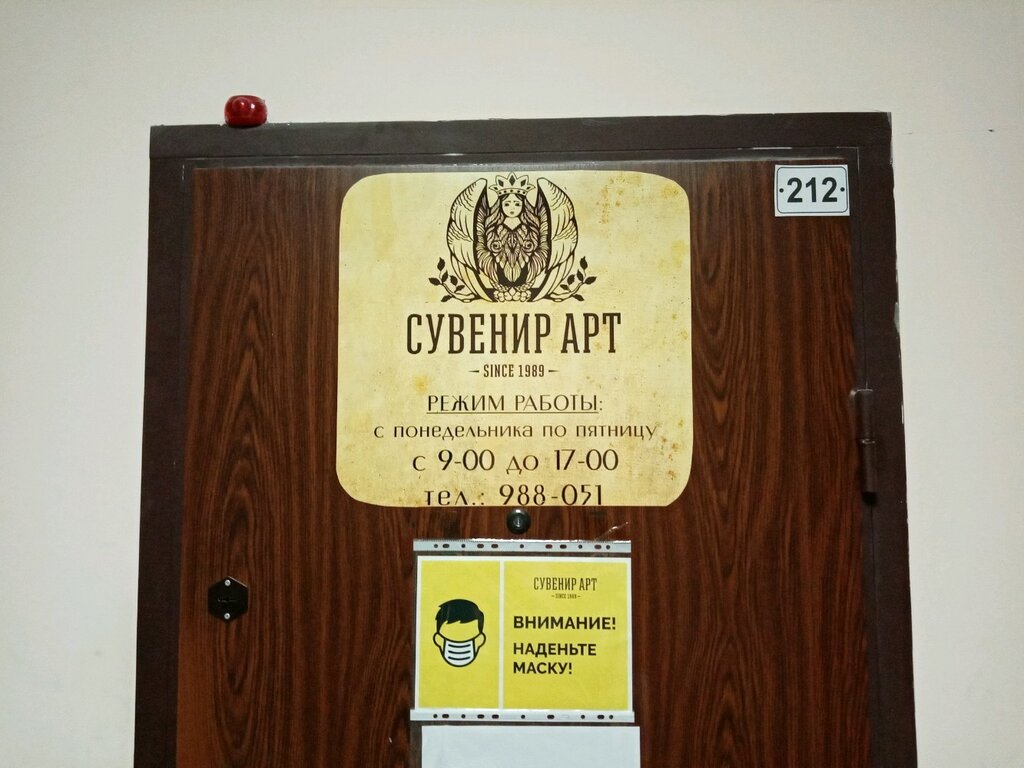 ·212·
СУВЕНИР АРТ
SINCE 1989
РЕЖИМ РАБОТЫ:
с понедельника по пятницу
с 9-00 до 17-00
тел.: 988-051
СУВЕНИР АРТ
SINCE 1989
ВНИМАНИЕ!
НАДЕНЬТЕ
МАСКУ!